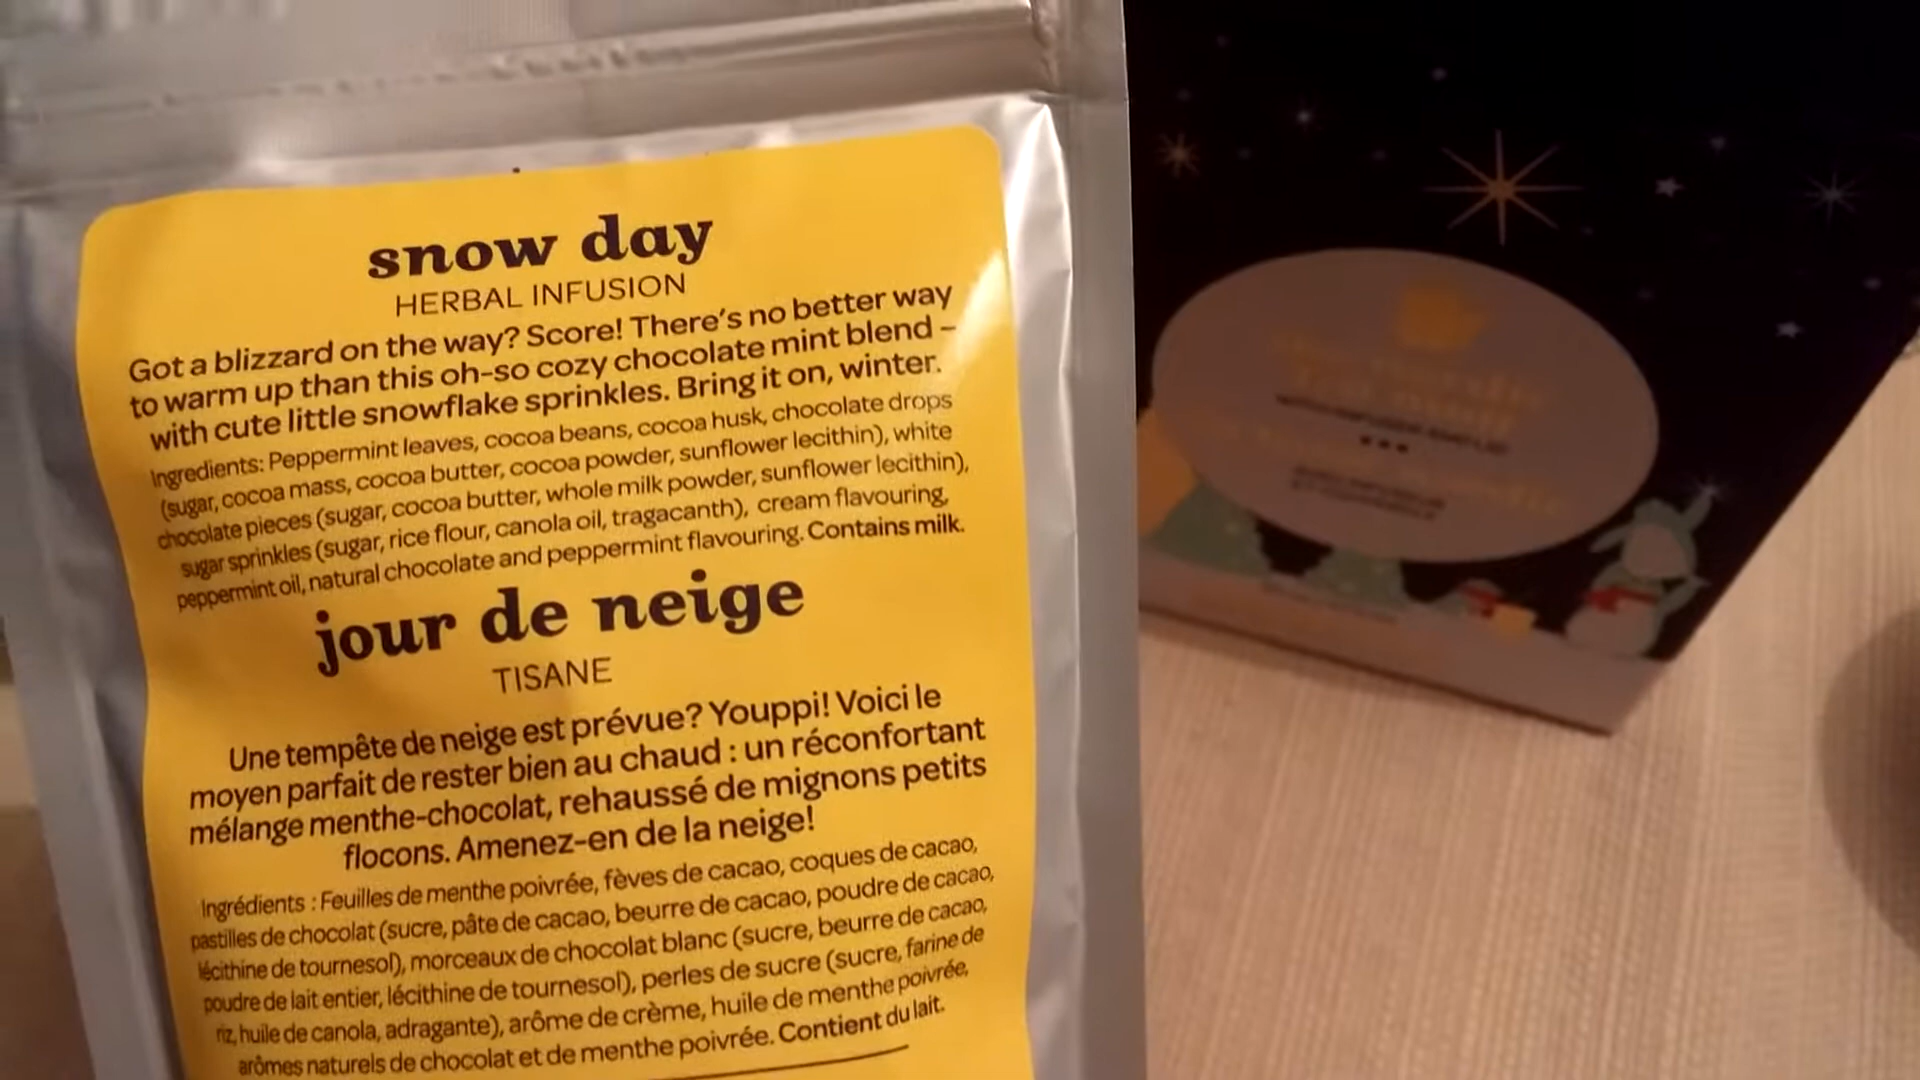 snow day
HERBAL INFUSION
Got a blizzard on the way? Score! There's no better way
to warm up than this oh-so cozy chocolate mint blend –
with cute little snowflake sprinkles. Bring it on, winter.
Ingredients: Peppermint leaves, cocoa beans, cocoa husk, chocolate drops
(sugar, cocoa mass, cocoa butter, cocoa powder, sunflower lecithin), white
chocolate pieces (sugar, cocoa butter, whole milk powder, sunflower lecithin),
sugar sprinkles (sugar, rice flour, canola oil, tragacanth), cream flavouring,
peppermint oil, natural chocolate and peppermint flavouring. Contains milk.
jour de neige
TISANE
Une tempête de neige est prévue? Youppi! Voici le
moyen parfait de rester bien au chaud : un réconfortant
mélange menthe-chocolat, rehaussé de mignons petits
flocons. Amenez-en de la neige!
Ingrédients : Feuilles de menthe poivrée, fèves de cacao, coques de cacao,
pastilles de chocolat (sucre, pâte de cacao, beurre de cacao, poudre de cacao,
lécithine de tournesol), morceaux de chocolat blanc (sucre, beurre de cacao,
poudre de lait entier, lécithine de tournesol), perles de sucre (sucre, farine de
riz, huile de canola, adragante), arôme de crème, huile de menthe poivrée,
arômes naturels de chocolat et de menthe poivrée. Contient du lait.